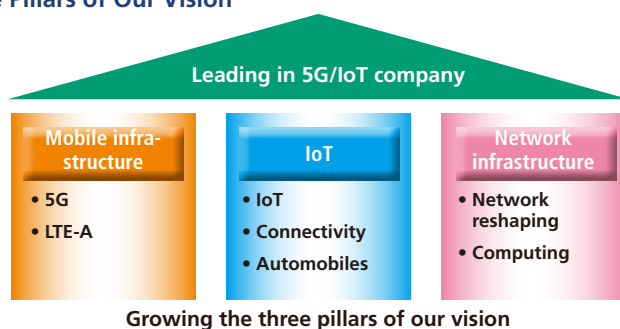 Pillars of Our Vision
Leading in 5G/IoT company
Mobile infra-
structure
• 5G
• LTE-A
IoT
• IoT
• Connectivity
• Automobiles
Network
infrastructure
• Network
reshaping
• Computing
Growing the three pillars of our vision